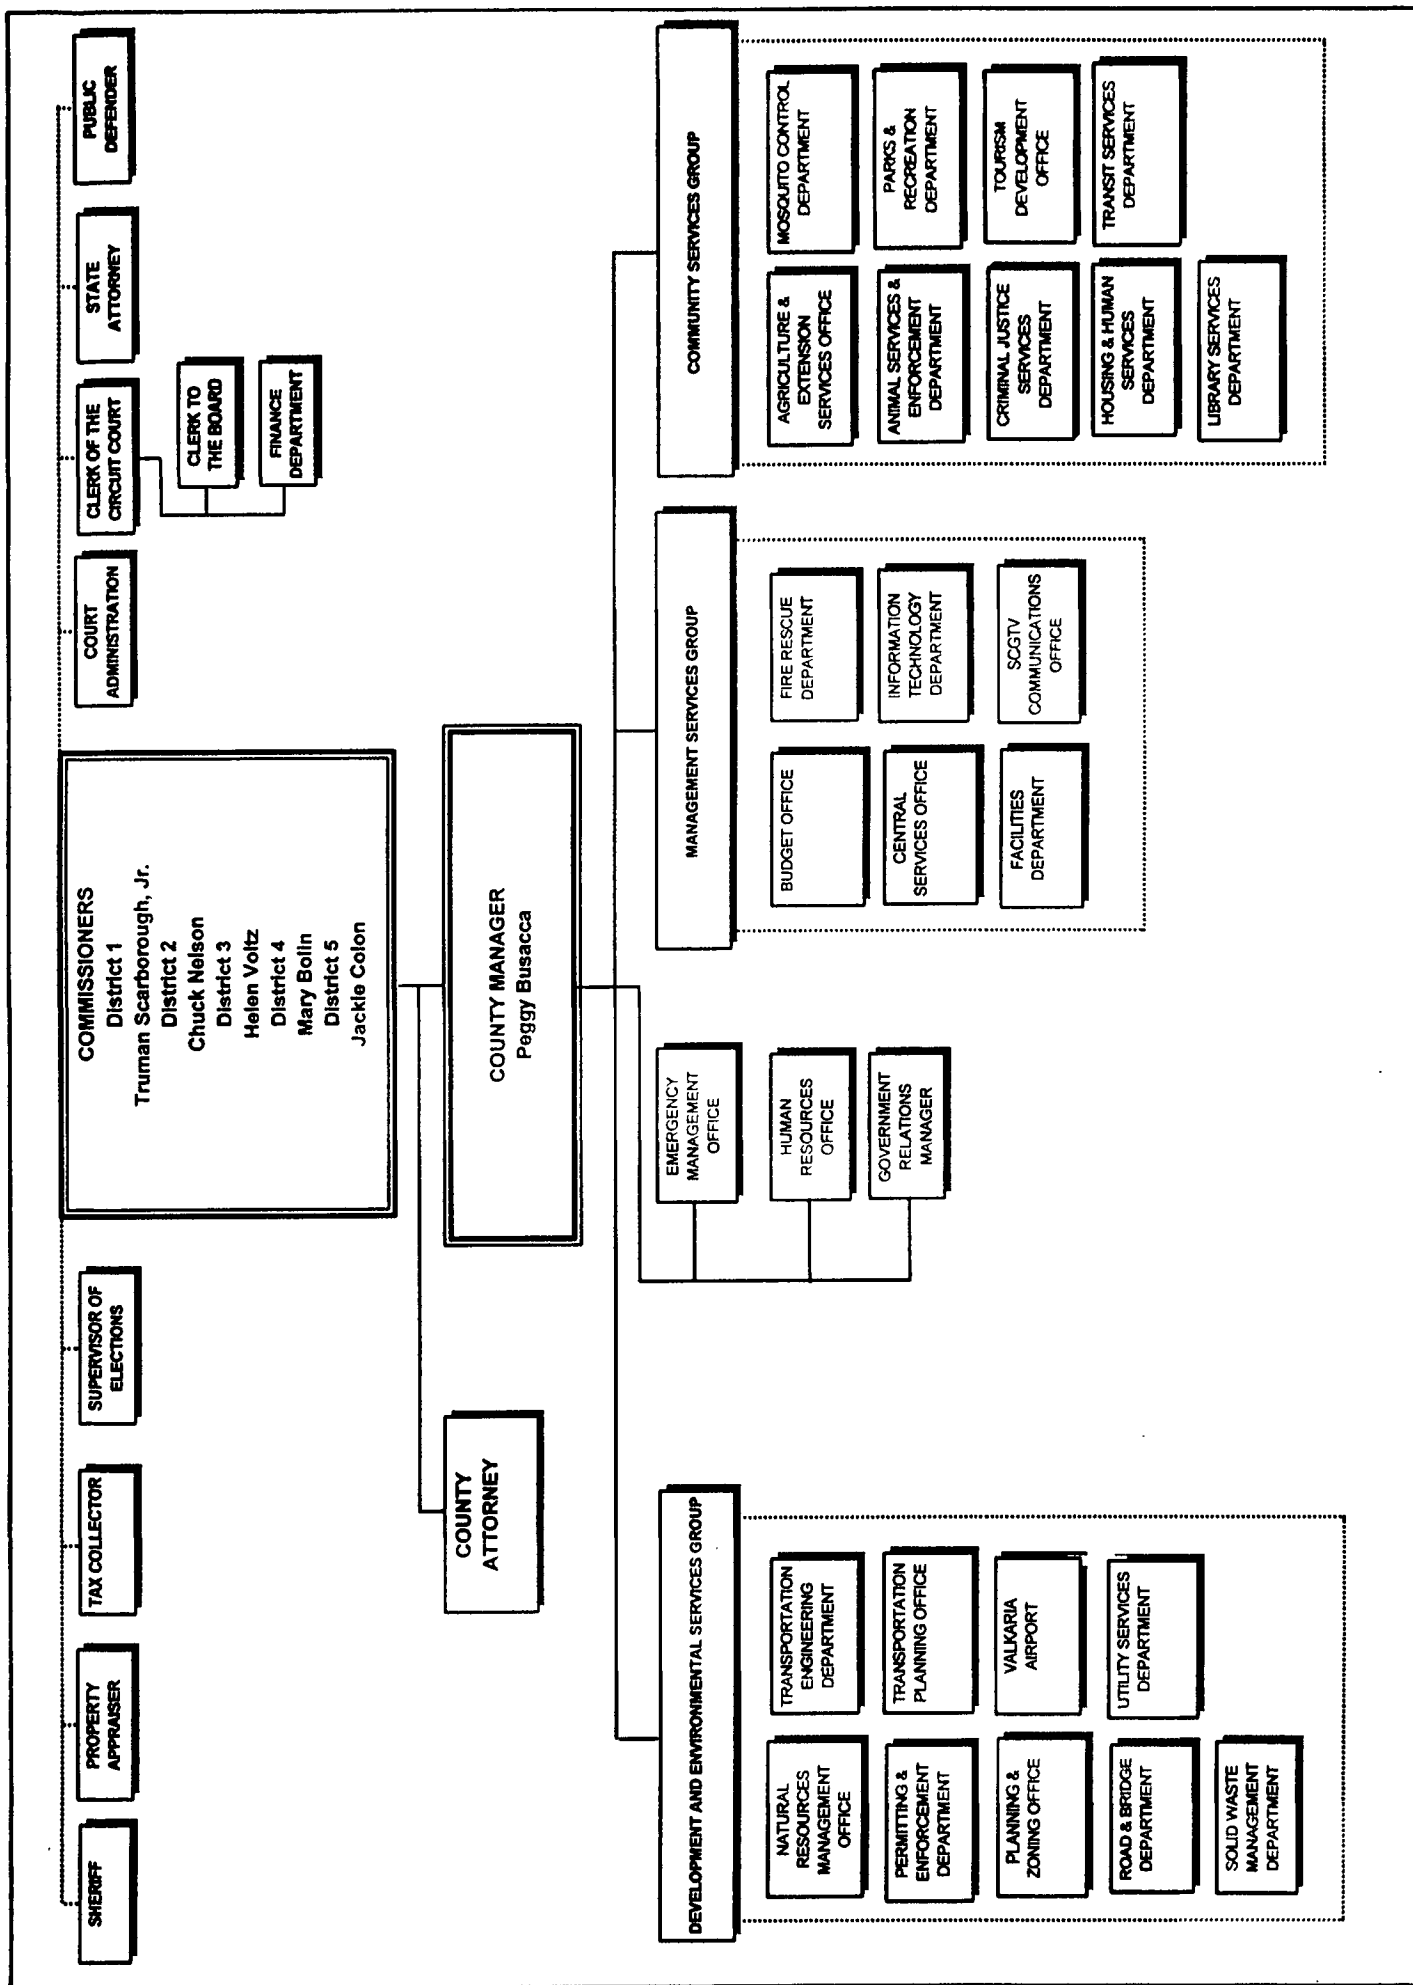 SHERIFF
PROPERTY
APPRAISER
TAX COLLECTOR
SUPERVISOR OF
ELECTIONS
COMMISSIONERS
District 1
Truman Scarborough, Jr.
District 2
Chuck Nelson
District 3
Helen Voltz
District 4
Mary Bolin
District 5
Jackie Colon
COURT
ADMINISTRATION
CLERK OF THE
CIRCUIT COURT
CLERK TO
THE BOARD
FINANCE
DEPARTMENT
STATE
ATTORNEY
PUBLIC
DEFENDER
COUNTY
ATTORNEY
COUNTY MANAGER
Peggy Busacca
DEVELOPMENT AND ENVIRONMENTAL SERVICES GROUP
NATURAL
RESOURCES
MANAGEMENT
OFFICE
TRANSPORTATION
ENGINEERING
DEPARTMENT
PERMITTING &
ENFORCEMENT
DEPARTMENT
TRANSPORTATION
PLANNING OFFICE
PLANNING &
ZONING OFFICE
VALKARIA
AIRPORT
ROAD & BRIDGE
DEPARTMENT
UTILITY SERVICES
DEPARTMENT
SOLID WASTE
MANAGEMENT
DEPARTMENT
EMERGENCY
MANAGEMENT
OFFICE
HUMAN
RESOURCES
OFFICE
GOVERNMENT
RELATIONS
MANAGER
MANAGEMENT SERVICES GROUP
BUDGET OFFICE
FIRE RESCUE
DEPARTMENT
CENTRAL
SERVICES OFFICE
INFORMATION
TECHNOLOGY
DEPARTMENT
FACILITIES
DEPARTMENT
SCGTV
COMMUNICATIONS
OFFICE
COMMUNITY SERVICES GROUP
AGRICULTURE &
EXTENSION
SERVICES OFFICE
MOSQUITO CONTROL
DEPARTMENT
ANIMAL SERVICES &
ENFORCEMENT
DEPARTMENT
PARKS &
RECREATION
DEPARTMENT
CRIMINAL JUSTICE
SERVICES
DEPARTMENT
TOURISM
DEVELOPMENT
OFFICE
HOUSING & HUMAN
SERVICES
DEPARTMENT
TRANSIT SERVICES
DEPARTMENT
LIBRARY SERVICES
DEPARTMENT